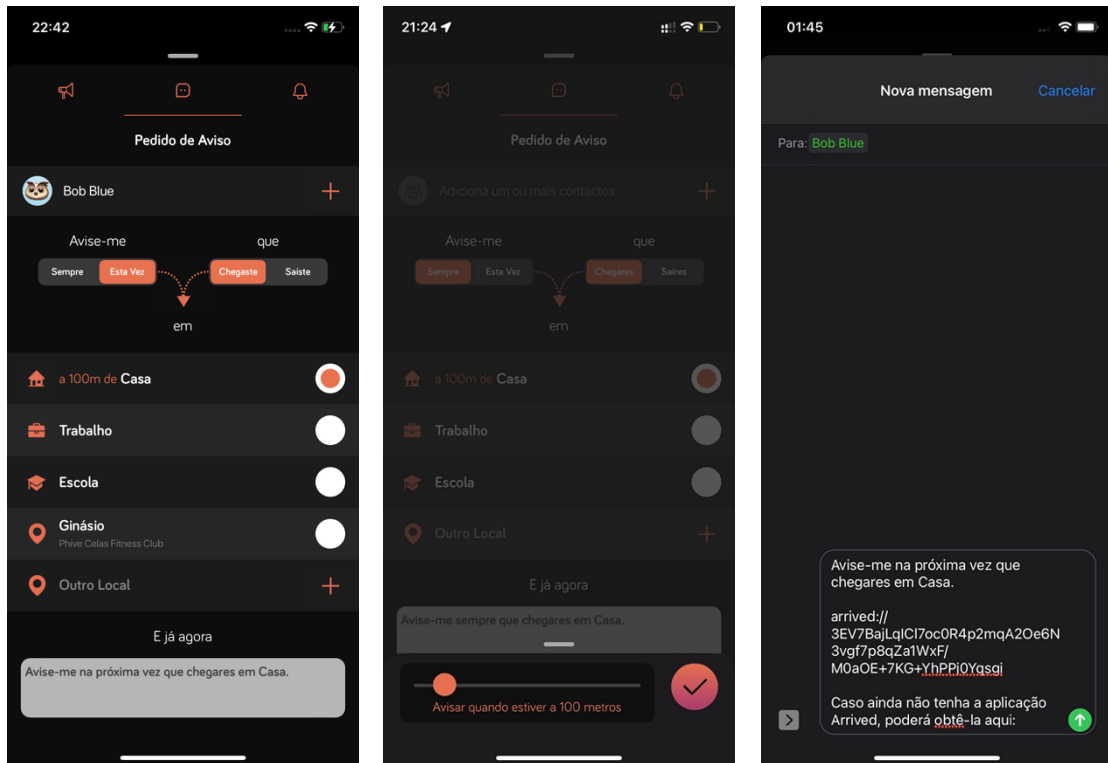 22:42
Pedido de Aviso
Bob Blue
Avise-me que
Sempre Esta Vez Chegaste Saíste
em
a 100m de Casa
Trabalho
Escola
Ginásio
Phive Celas Fitness Club
Outro Local
E já agora
Avise-me na próxima vez que chegares em Casa.
21:24
Pedido de Aviso
Adiciona um ou mais contactos
Avise-me que
Sempre Esta Vez Chegares Saíres
em
a 100m de Casa
Trabalho
Escola
Outro Local
E já agora
Avise-me sempre que chegares em Casa.
Avisar quando estiver a 100 metros
01:45
Nova mensagem Cancelar
Para: Bob Blue
Avise-me na próxima vez que
chegares em Casa.
arrived://
3EV7BajLqICl7oc0R4p2mqA2Oe6N
3vgf7p8qZa1WxF/
M0aOE+7KG+YhPPi0Yqsgi
Caso ainda não tenha a aplicação
Arrived, poderá obtê-la aqui: